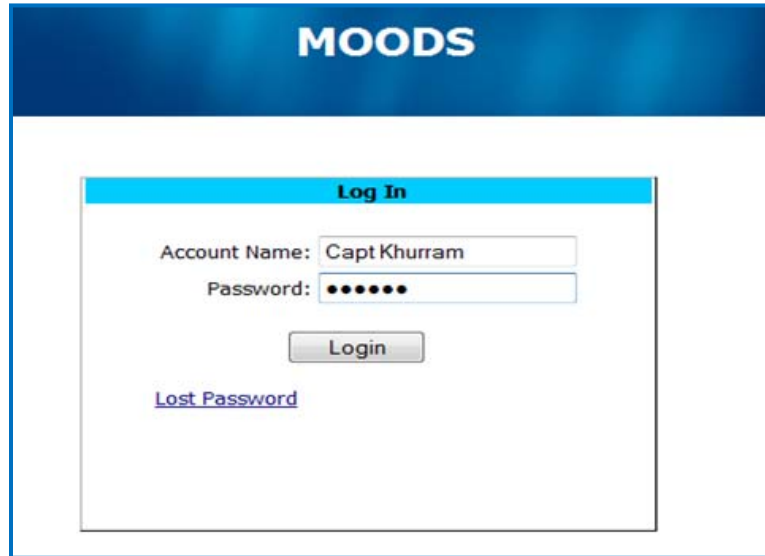 MOODS
Log In
Account Name: Capt Khurram
Password: ●●●●●●
Login
Lost Password